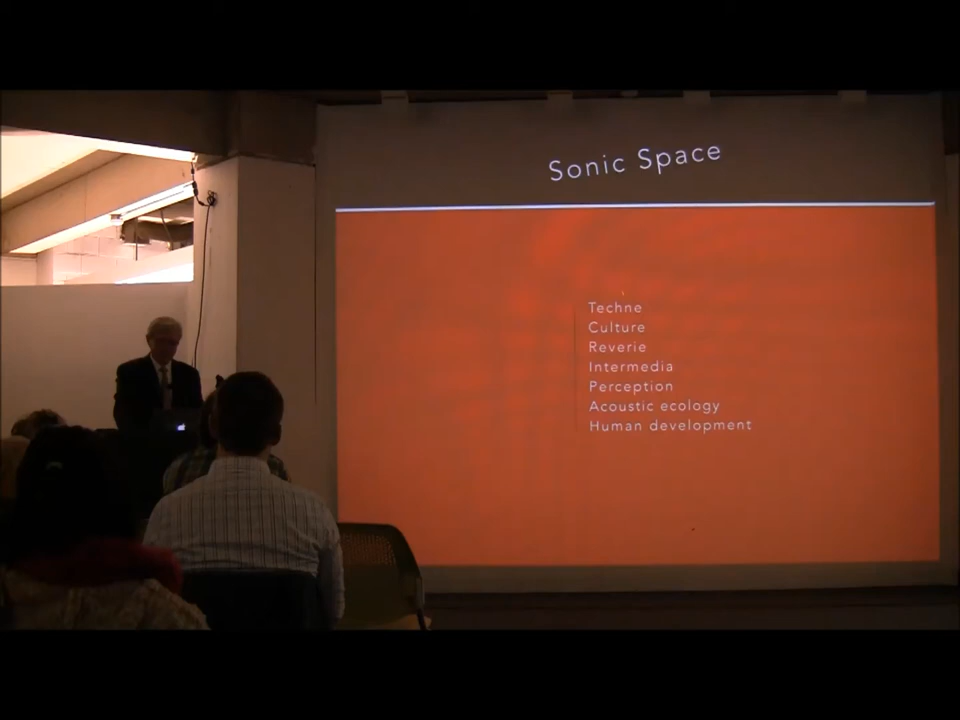 Sonic Space
Techne
Culture
Reverie
Intermedia
Perception
Acoustic ecology
Human development